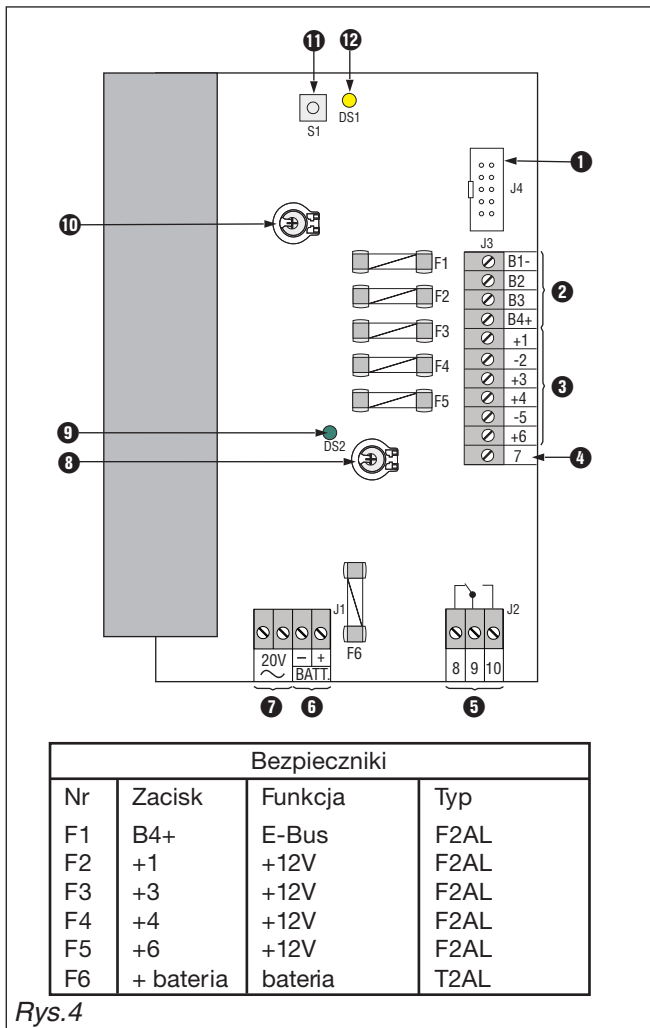 ⓫ ⓬
S1 DS1
❶
J4
❿
J3
F1 B1-
B2 ❷
F2 B3
B4+
F3 +1
-2
F4 +3 ❸
+4
F5 -5
❾ DS2 +6
❽ 7 ❹
J1 J2
F6
20V − +
∼ BATT.
8 9 10
❼ ❻ ❺
Bezpieczniki
Nr Zacisk Funkcja Typ
F1 B4+ E-Bus F2AL
F2 +1 +12V F2AL
F3 +3 +12V F2AL
F4 +4 +12V F2AL
F5 +6 +12V F2AL
F6 + bateria bateria T2AL
Rys.4